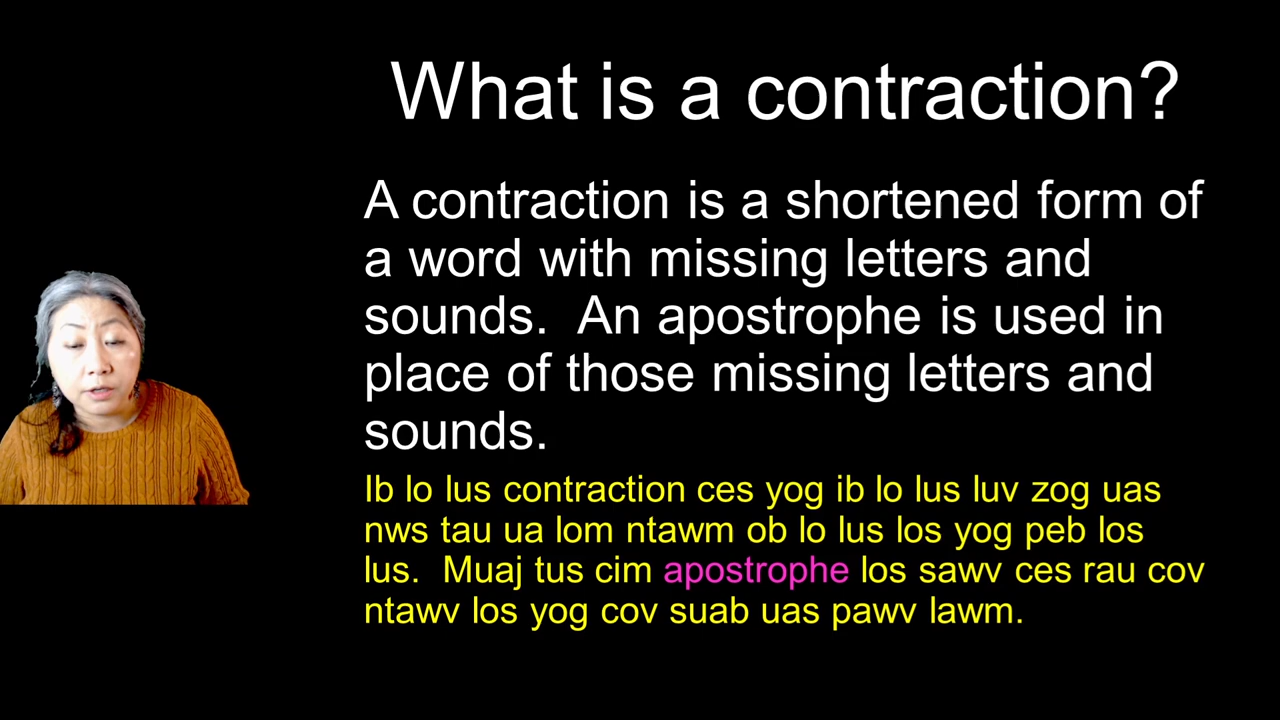 What is a contraction?
A contraction is a shortened form of
a word with missing letters and
sounds.  An apostrophe is used in
place of those missing letters and
sounds.
Ib lo lus contraction ces yog ib lo lus luv zog uas
nws tau ua lom ntawm ob lo lus los yog peb los
lus.  Muaj tus cim apostrophe los sawv ces rau cov
ntawv los yog cov suab uas pawv lawm.